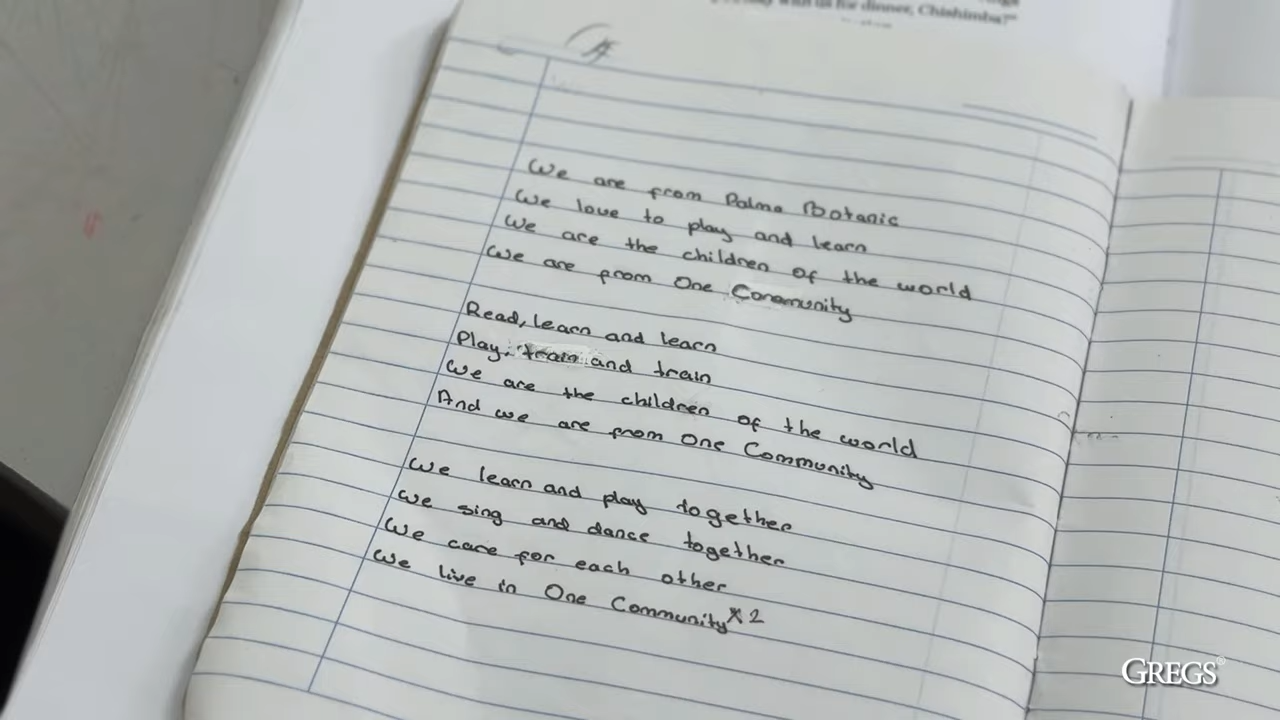 for dinner, Chishimba?"
We are from Palma Botanic
We love to play and learn
We are the children of the world
We are from One Community
Read, learn and learn
Play, train and train
We are the children of the world
And we are from One Community
We learn and play together
We sing and dance together
We care for each other
We live in One Community x2
GREGS®